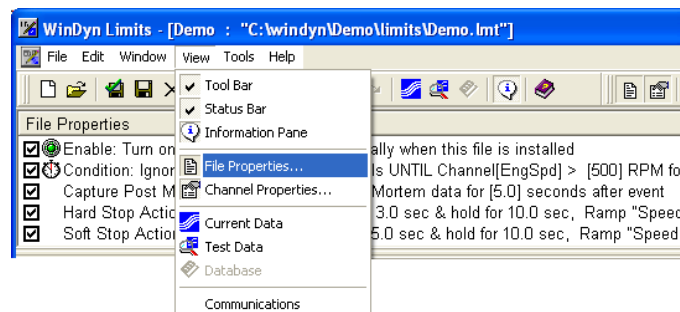 WinDyn Limits - [Demo : "C:\windyn\Demo\limits\Demo.lmt"]
File Edit Window View Tools Help
Tool Bar
Status Bar
Information Pane
File Properties...
Channel Properties...
Current Data
Test Data
Database
Communications
File Properties
Enable: Turn on ally when this file is installed
Condition: Ignor ls UNTIL Channel[EngSpd] > [500] RPM fo
Capture Post M Mortem data for [5.0] seconds after event
Hard Stop Actio 3.0 sec & hold for 10.0 sec, Ramp "Speed
Soft Stop Actio 5.0 sec & hold for 10.0 sec, Ramp "Speed